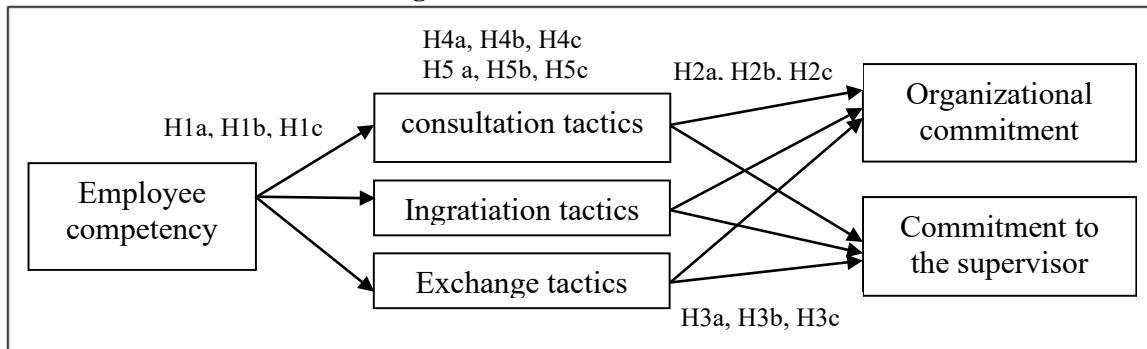 H4a, H4b, H4c
H5 a, H5b, H5c
H2a, H2b, H2c
H1a, H1b, H1c
consultation tactics
Organizational
commitment
Employee
competency
Ingratiation tactics
Exchange tactics
Commitment to
the supervisor
H3a, H3b, H3c